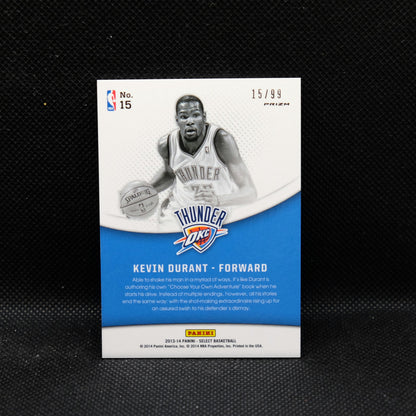 No.
15
15/99
PRIZM
SPALDING
THUNDER
THUNDER
OKC
KEVIN DURANT - FORWARD
Able to shake his man in a myriad of ways, it's like Durant is
authoring his own "Choose Your Own Adventure" book when he
starts his drive. Instead of multiple endings, however, all his stories
end the same way: with the shot-making extraordinaire rising up for
an assured swish to his defender's dismay.
PANINI
2013-14 PANINI - SELECT BASKETBALL
© 2014 Panini America, Inc. © 2014 NBA Properties, Inc. Printed in the USA.